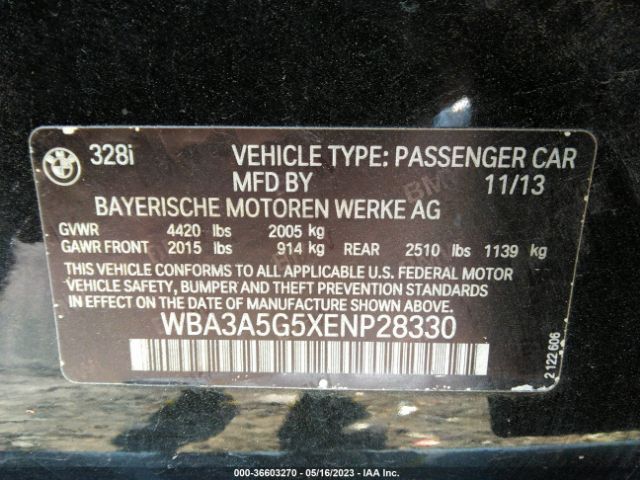 BMW
328i VEHICLE TYPE: PASSENGER CAR
MFD BY 11/13
BAYERISCHE MOTOREN WERKE AG
GVWR 4420 lbs 2005 kg
GAWR FRONT 2015 lbs 914 kg REAR 2510 lbs 1139 kg
THIS VEHICLE CONFORMS TO ALL APPLICABLE U.S. FEDERAL MOTOR
VEHICLE SAFETY, BUMPER AND THEFT PREVENTION STANDARDS
IN EFFECT ON THE DATE OF MANUFACTURE SHOWN ABOVE.
WBA3A5G5XENP28330
2 122 606
000-36603270 - 05/16/2023 - IAA Inc.